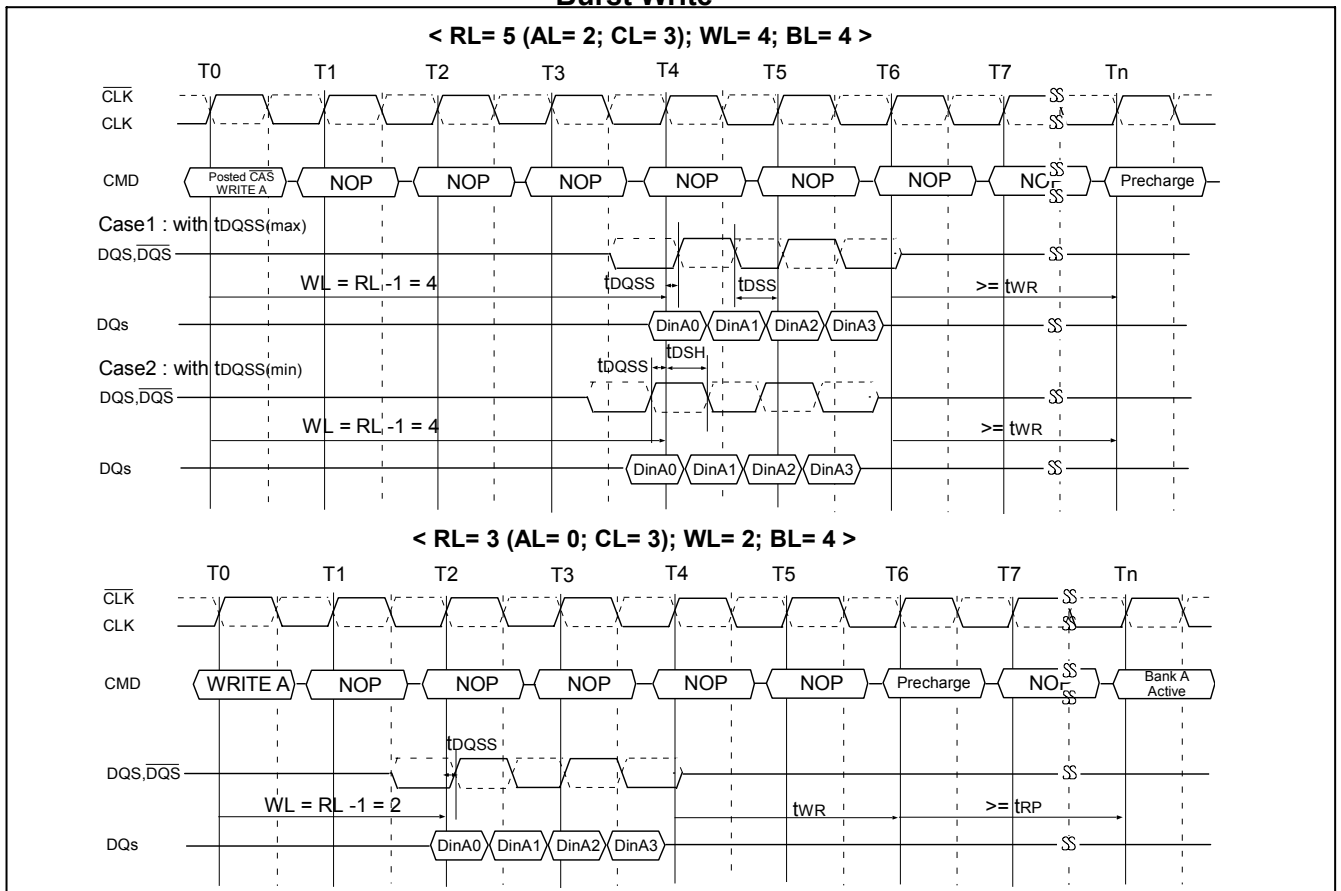 Burst Write
< RL= 5 (AL= 2; CL= 3); WL= 4; BL= 4 >
T0 T1 T2 T3 T4 T5 T6 T7 Tn
CLK
CLK
CMD Posted CAS WRITE A NOP NOP NOP NOP NOP NOP NOP Precharge
Case1 : with tDQSS(max)
DQS,DQS
WL = RL -1 = 4 tDQSS tDSS >= tWR
DQs DinA0 DinA1 DinA2 DinA3
Case2 : with tDQSS(min) tDQSS tDSH
DQS,DQS
WL = RL -1 = 4 >= tWR
DQs DinA0 DinA1 DinA2 DinA3
< RL= 3 (AL= 0; CL= 3); WL= 2; BL= 4 >
T0 T1 T2 T3 T4 T5 T6 T7 Tn
CLK
CLK
CMD WRITE A NOP NOP NOP NOP NOP Precharge NOP Bank A Active
tDQSS
DQS,DQS
WL = RL -1 = 2 tWR >= tRP
DQs DinA0 DinA1 DinA2 DinA3